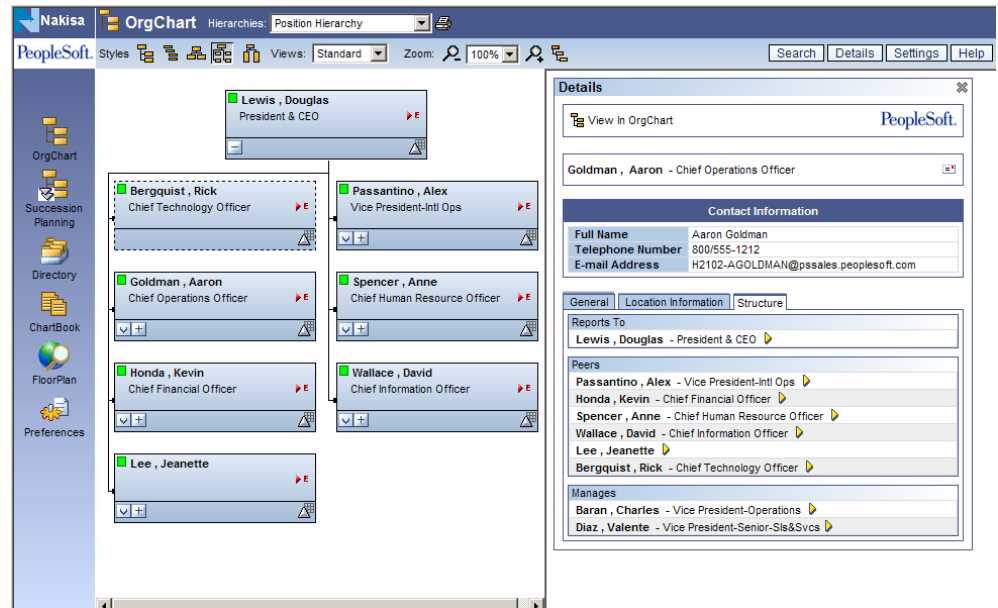 Nakisa OrgChart Hierarchies: Position Hierarchy
PeopleSoft. Styles Views: Standard Zoom: 100% Search Details Settings Help
OrgChart
Succession
Planning
Directory
ChartBook
FloorPlan
Preferences
Lewis , Douglas
President & CEO
E
Bergquist , Rick
Chief Technology Officer
E
Passantino , Alex
Vice President-Intl Ops
E
Goldman , Aaron
Chief Operations Officer
E
Spencer , Anne
Chief Human Resource Officer
E
Honda , Kevin
Chief Financial Officer
E
Wallace , David
Chief Information Officer
E
Lee , Jeanette
E
Details
View In OrgChart PeopleSoft.
Goldman , Aaron - Chief Operations Officer
Contact Information
Full Name Aaron Goldman
Telephone Number 800/555-1212
E-mail Address H2102-AGOLDMAN@pssales.peoplesoft.com
General Location Information Structure
Reports To
Lewis , Douglas - President & CEO
Peers
Passantino , Alex - Vice President-Intl Ops
Honda , Kevin - Chief Financial Officer
Spencer , Anne - Chief Human Resource Officer
Wallace , David - Chief Information Officer
Lee , Jeanette
Bergquist , Rick - Chief Technology Officer
Manages
Baran , Charles - Vice President-Operations
Diaz , Valente - Vice President-Senior-Sls&Svcs